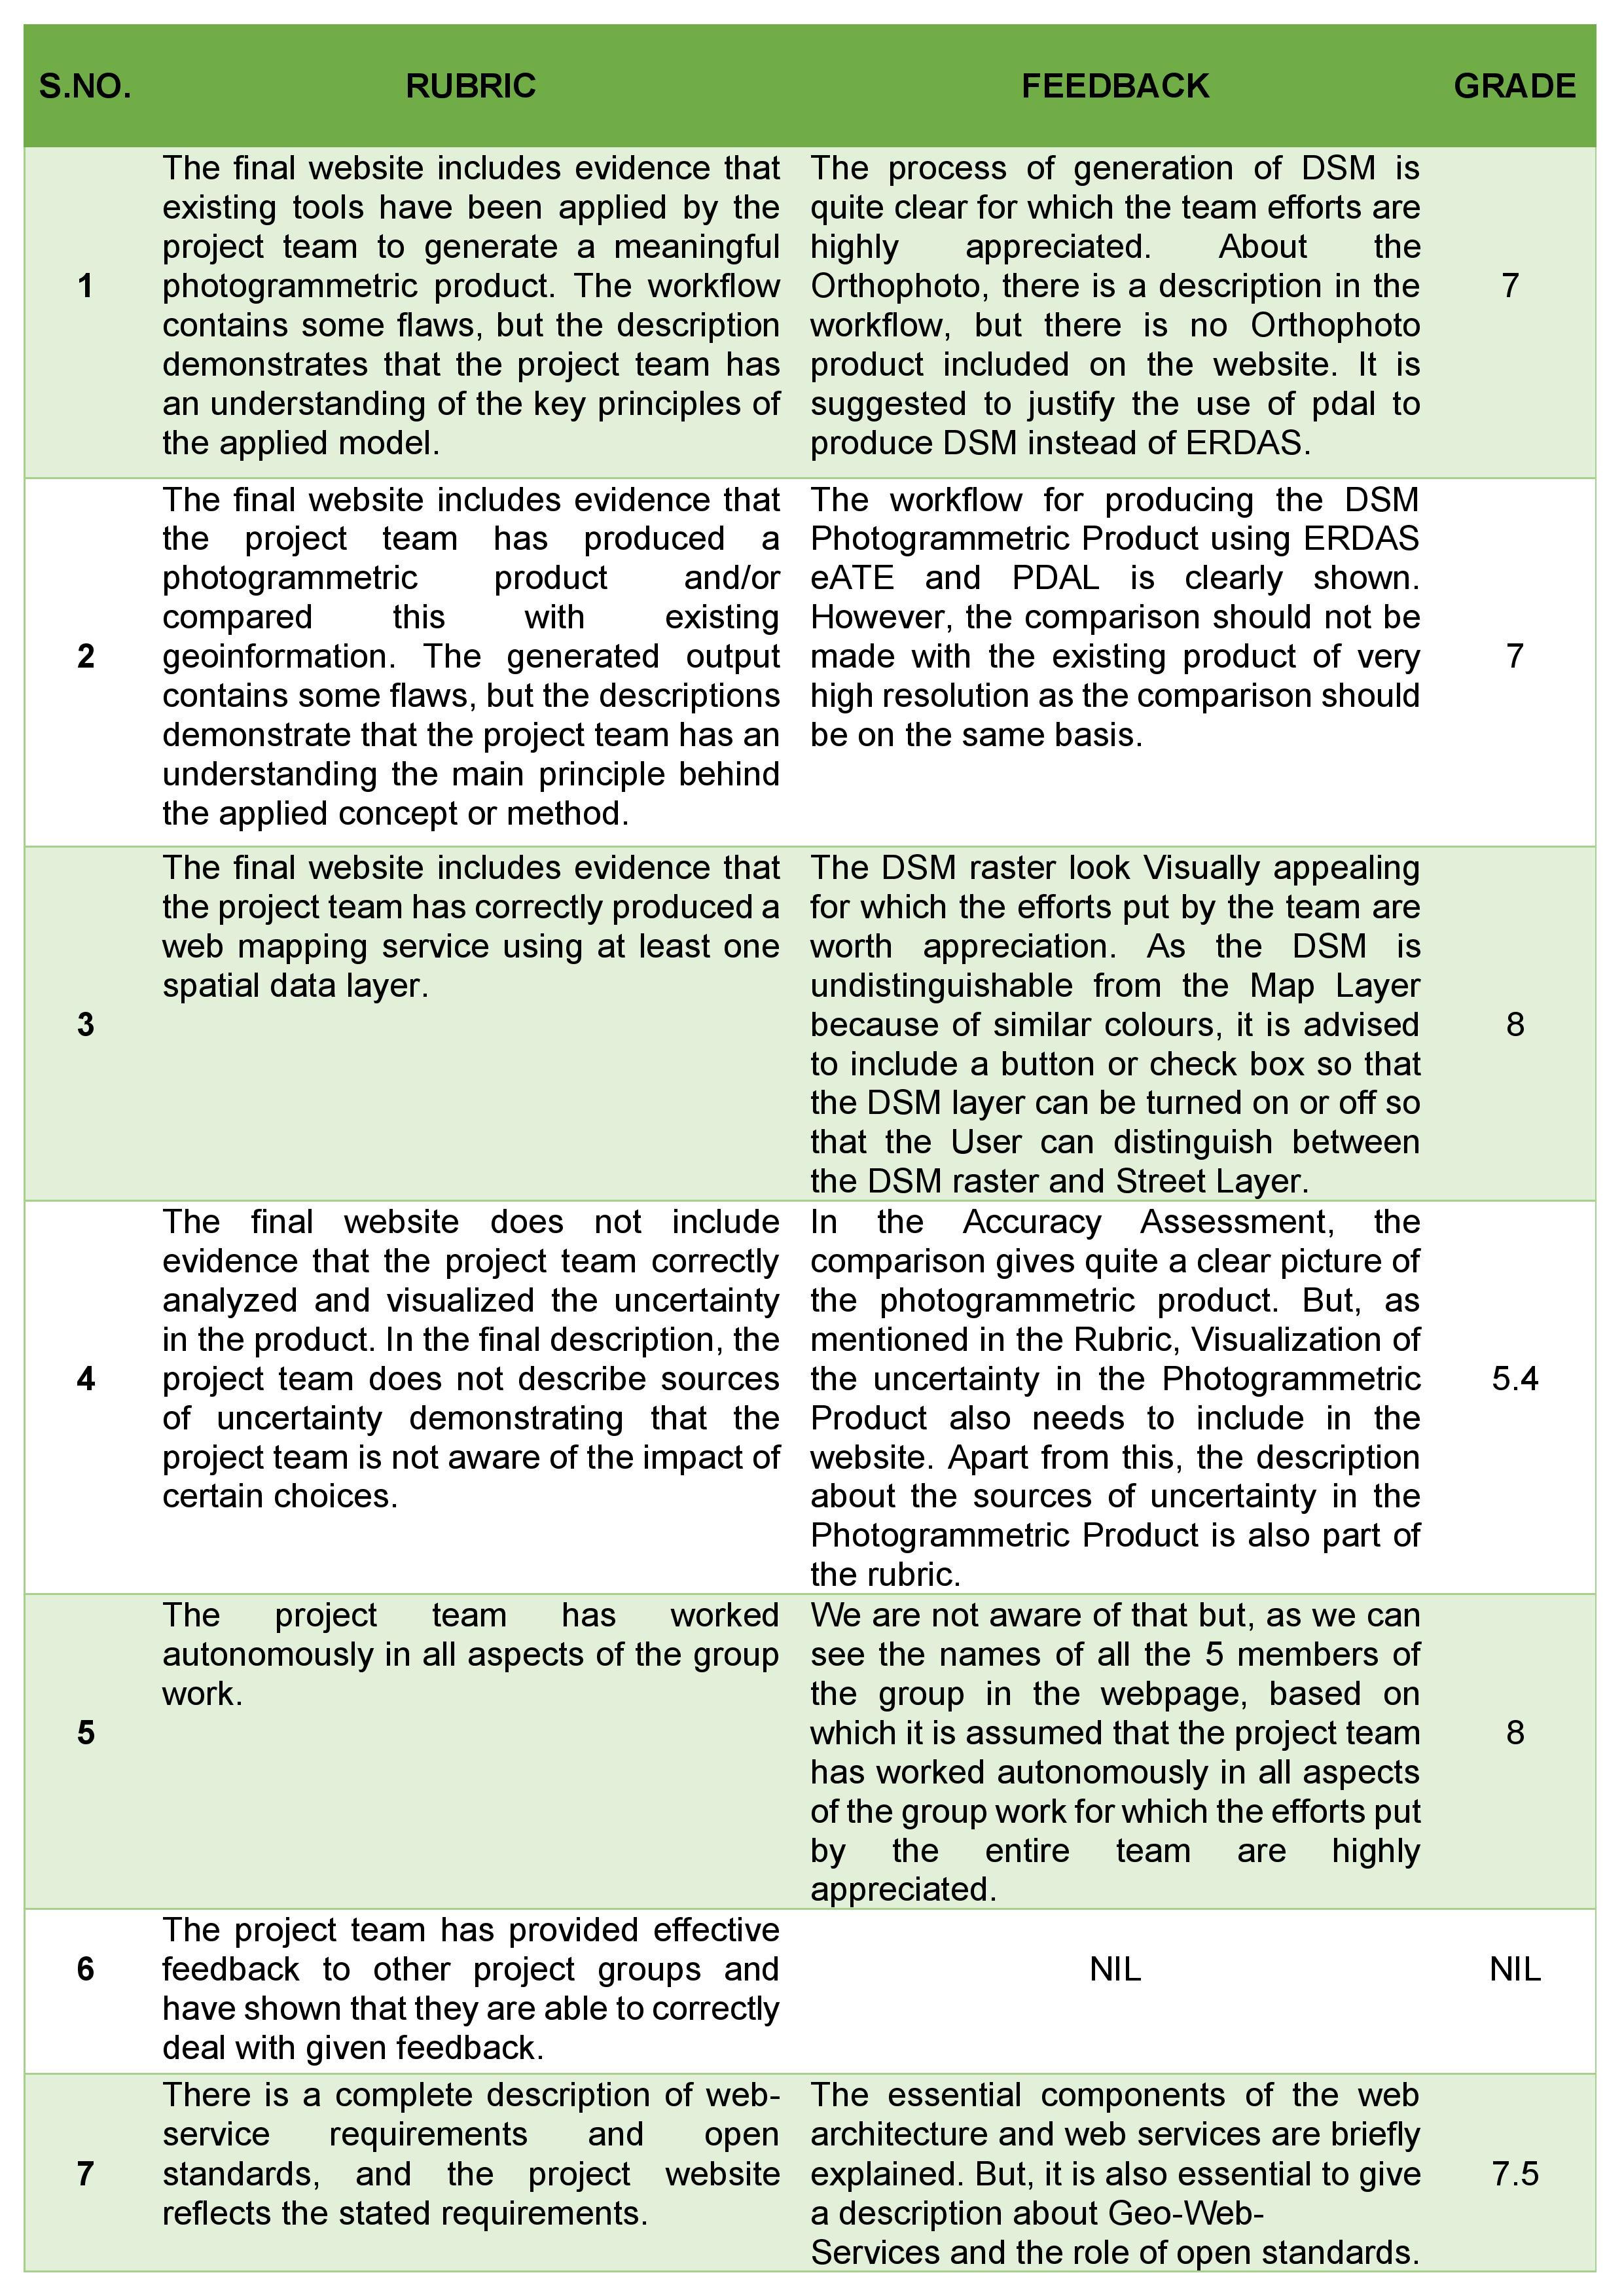 S.NO. RUBRIC FEEDBACK GRADE
1
The final website includes evidence that
existing tools have been applied by the
project team to generate a meaningful
photogrammetric product. The workflow
contains some flaws, but the description
demonstrates that the project team has
an understanding of the key principles of
the applied model.
The process of generation of DSM is
quite clear for which the team efforts are
highly appreciated. About the
Orthophoto, there is a description in the
workflow, but there is no Orthophoto
product included on the website. It is
suggested to justify the use of pdal to
produce DSM instead of ERDAS.
7
2
The final website includes evidence that
the project team has produced a
photogrammetric product and/or
compared this with existing
geoinformation. The generated output
contains some flaws, but the descriptions
demonstrate that the project team has an
understanding the main principle behind
the applied concept or method.
The workflow for producing the DSM
Photogrammetric Product using ERDAS
eATE and PDAL is clearly shown.
However, the comparison should not be
made with the existing product of very
high resolution as the comparison should
be on the same basis.
7
3
The final website includes evidence that
the project team has correctly produced a
web mapping service using at least one
spatial data layer.
The DSM raster look Visually appealing
for which the efforts put by the team are
worth appreciation. As the DSM is
undistinguishable from the Map Layer
because of similar colours, it is advised
to include a button or check box so that
the DSM layer can be turned on or off so
that the User can distinguish between
the DSM raster and Street Layer.
8
4
The final website does not include
evidence that the project team correctly
analyzed and visualized the uncertainty
in the product. In the final description, the
project team does not describe sources
of uncertainty demonstrating that the
project team is not aware of the impact of
certain choices.
In the Accuracy Assessment, the
comparison gives quite a clear picture of
the photogrammetric product. But, as
mentioned in the Rubric, Visualization of
the uncertainty in the Photogrammetric
Product also needs to include in the
website. Apart from this, the description
about the sources of uncertainty in the
Photogrammetric Product is also part of
the rubric.
5.4
5
The project team has worked
autonomously in all aspects of the group
work.
We are not aware of that but, as we can
see the names of all the 5 members of
the group in the webpage, based on
which it is assumed that the project team
has worked autonomously in all aspects
of the group work for which the efforts put
by the entire team are highly
appreciated.
8
6
The project team has provided effective
feedback to other project groups and
have shown that they are able to correctly
deal with given feedback.
NIL
NIL
7
There is a complete description of web-
service requirements and open
standards, and the project website
reflects the stated requirements.
The essential components of the web
architecture and web services are briefly
explained. But, it is also essential to give
a description about Geo-Web-
Services and the role of open standards.
7.5